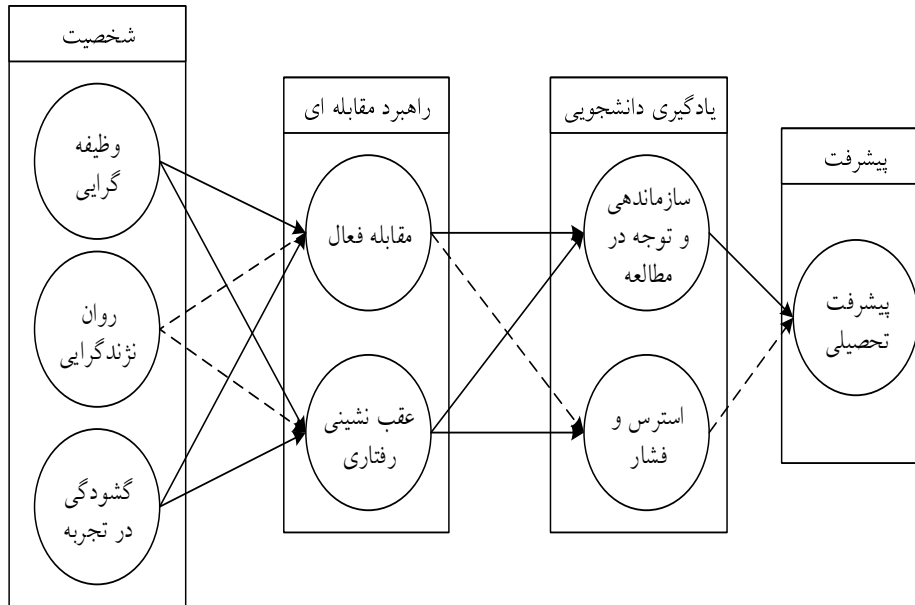 شخصیت
وظیفه
گرایی
روان
نژندگرایی
گشودگی
در تجربه
راهبرد مقابله ای
مقابله فعال
عقب نشینی
رفتاری
یادگیری دانشجویی
سازماندهی
و توجه در
مطالعه
استرس و
فشار
پیشرفت
پیشرفت
تحصیلی